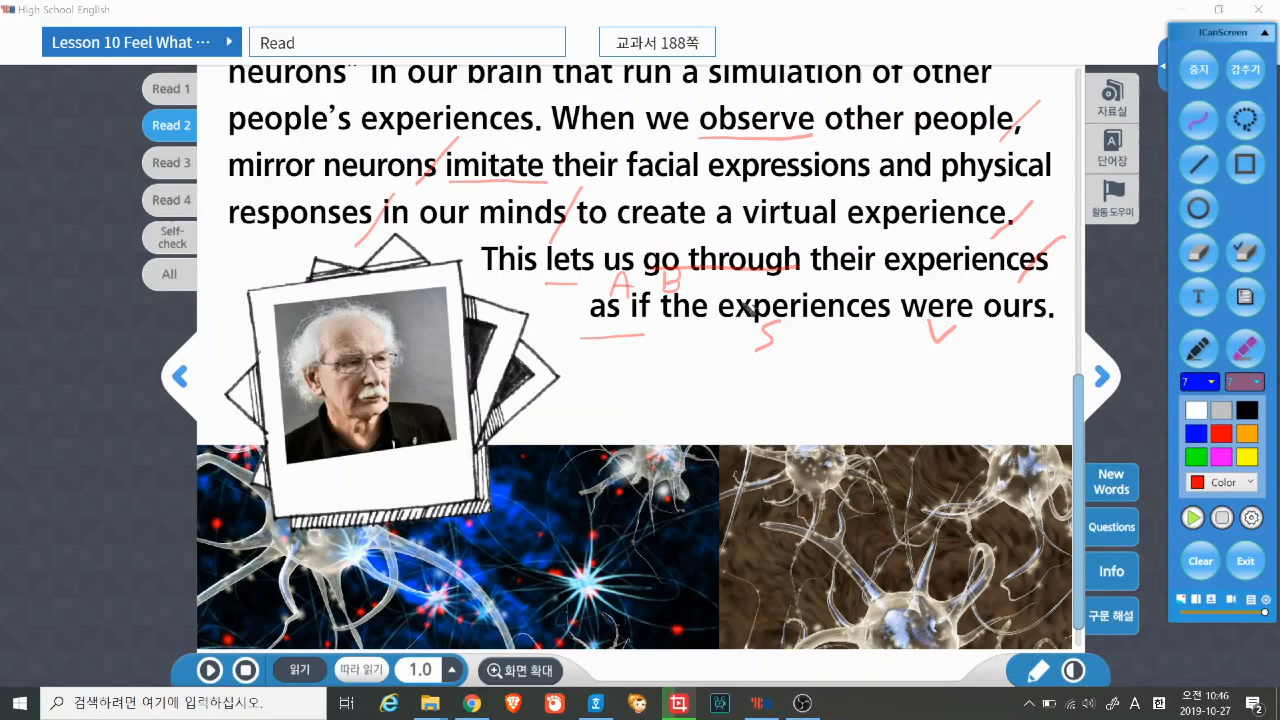 High School English
Lesson 10 Feel What ···
Read
교과서 188쪽
ICanScreen
중지
감추기
Read 1
Read 2
Read 3
Read 4
Self-
check
All
neurons" in our brain that run a simulation of other
people's experiences. When we observe other people,
mirror neurons imitate their facial expressions and physical
responses in our minds to create a virtual experience.
This lets us go through their experiences
A B
as if the experiences were ours.
S V
자료실
단어장
활동 도우미
T
7
7
Color
Clear
Exit
New
Words
Questions
Info
구문 해설
읽기
따라 읽기
1.0
화면 확대
검색하려면 여기에 입력하십시오.
A
한
오전 10:46
2019-10-27
2